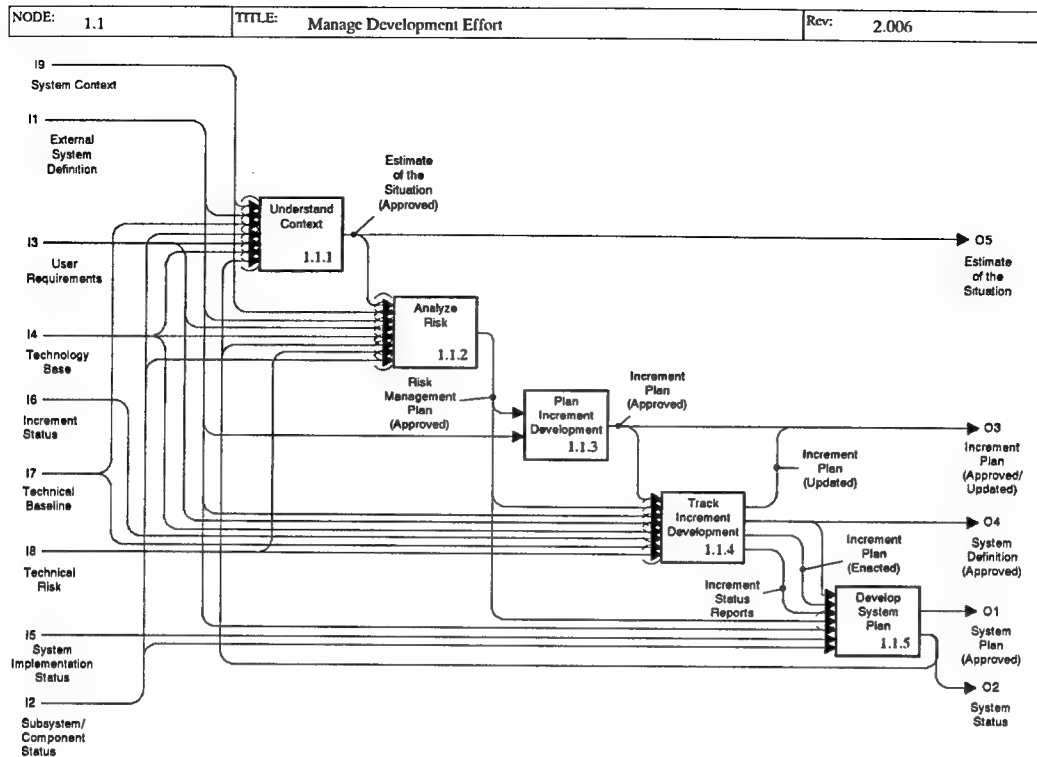 NODE: 1.1 TITLE: Manage Development Effort Rev: 2.006
I9
System Context
I1
External
System
Definition
Estimate
of the
Situation
(Approved)
Understand
Context
1.1.1
I3
User
Requirements
O5
Estimate
of the
Situation
Analyze
Risk
1.1.2
I4
Technology
Base
Risk
Management
Plan
(Approved)
I6
Increment
Status
Plan
Increment
Development
1.1.3
Increment
Plan
(Approved)
O3
Increment
Plan
(Approved/
Updated)
Increment
Plan
(Updated)
I7
Technical
Baseline
Track
Increment
Development
1.1.4
O4
System
Definition
(Approved)
I8
Technical
Risk
Increment
Plan
(Enacted)
Increment
Status
Reports
Develop
System
Plan
1.1.5
O1
System
Plan
(Approved)
I5
System
Implementation
Status
O2
System
Status
I2
Subsystem/
Component
Status